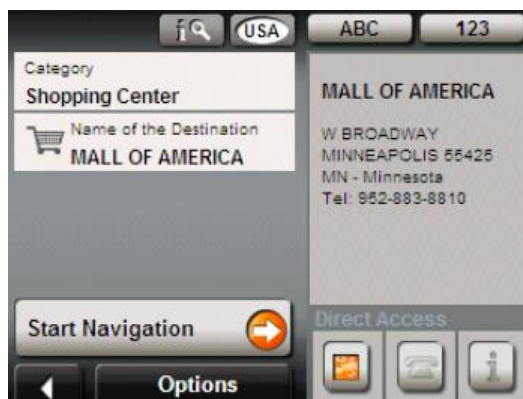 USA
ABC
123
Category
Shopping Center
Name of the Destination
MALL OF AMERICA
MALL OF AMERICA
W BROADWAY
MINNEAPOLIS 55425
MN - Minnesota
Tel: 952-883-8810
Start Navigation
Direct Access
Options